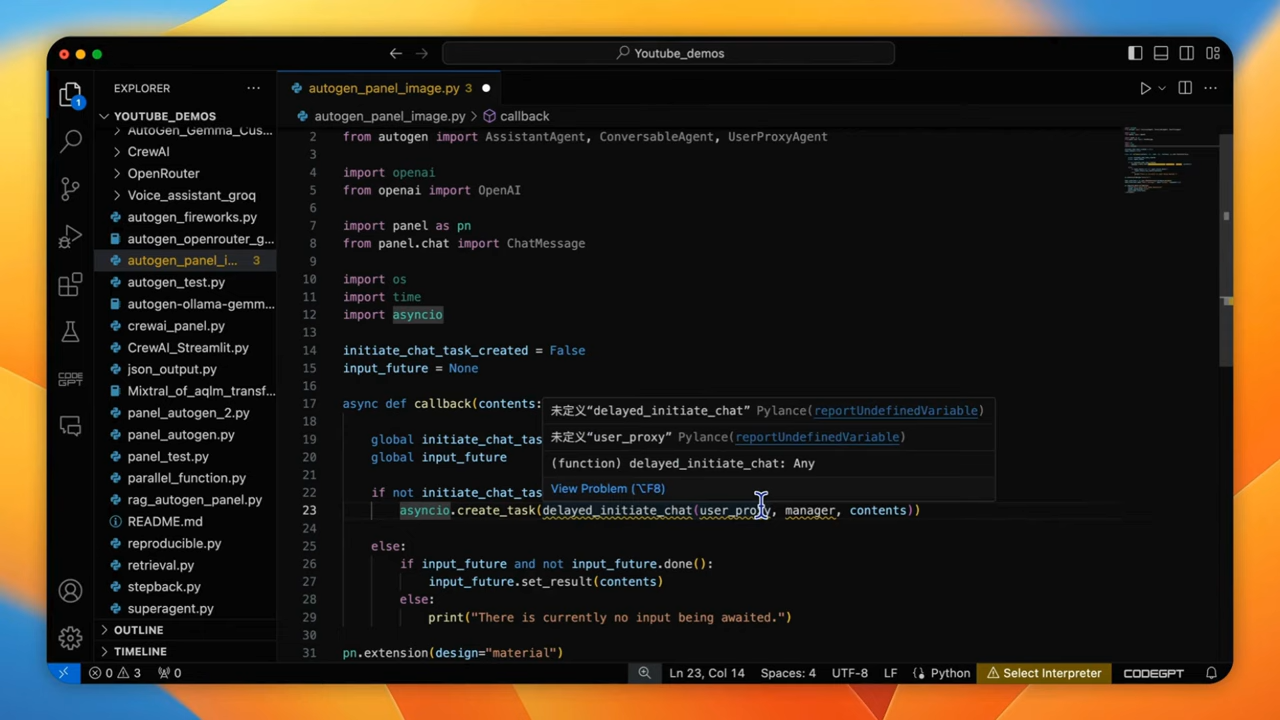 Youtube_demos
EXPLORER
autogen_panel_image.py 3
1
YOUTUBE_DEMOS
autogen_panel_image.py > callback
AutoGen_Gemma_Cus...
CrewAI
OpenRouter
Voice_assistant_groq
autogen_fireworks.py
autogen_openrouter_g...
autogen_panel_i... 3
autogen_test.py
autogen-ollama-gemm...
crewai_panel.py
CrewAI_Streamlit.py
json_output.py
Mixtral_of_aqlm_transf...
panel_autogen_2.py
panel_autogen.py
panel_test.py
parallel_function.py
rag_autogen_panel.py
README.md
reproducible.py
retrieval.py
stepback.py
superagent.py
OUTLINE
TIMELINE
CODE
GPT
2 from autogen import AssistantAgent, ConversableAgent, UserProxyAgent
3
4 import openai
5 from openai import OpenAI
6
7 import panel as pn
8 from panel.chat import ChatMessage
9
10 import os
11 import time
12 import asyncio
13
14 initiate_chat_task_created = False
15 input_future = None
16
17 async def callback(contents:
18
19 global initiate_chat_tas
20 global input_future
21
22 if not initiate_chat_tas
23 asyncio.create_task(delayed_initiate_chat(user_proxy, manager, contents))
24
25 else:
26 if input_future and not input_future.done():
27 input_future.set_result(contents)
28 else:
29 print("There is currently no input being awaited.")
30
31 pn.extension(design="material")
未定义“delayed_initiate_chat” Pylance(reportUndefinedVariable)
未定义“user_proxy” Pylance(reportUndefinedVariable)
(function) delayed_initiate_chat: Any
View Problem (⌥F8)
0 3 0 Ln 23, Col 14 Spaces: 4 UTF-8 LF Python Select Interpreter CODEGPT